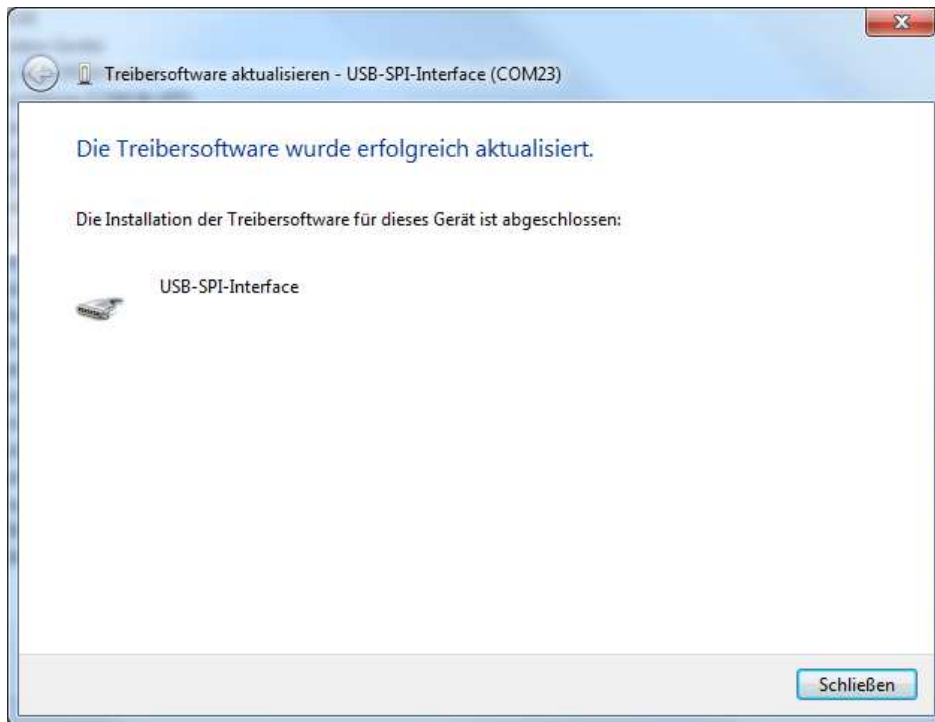 Treibersoftware aktualisieren - USB-SPI-Interface (COM23)
Die Treibersoftware wurde erfolgreich aktualisiert.
Die Installation der Treibersoftware für dieses Gerät ist abgeschlossen:
USB-SPI-Interface
Schließen